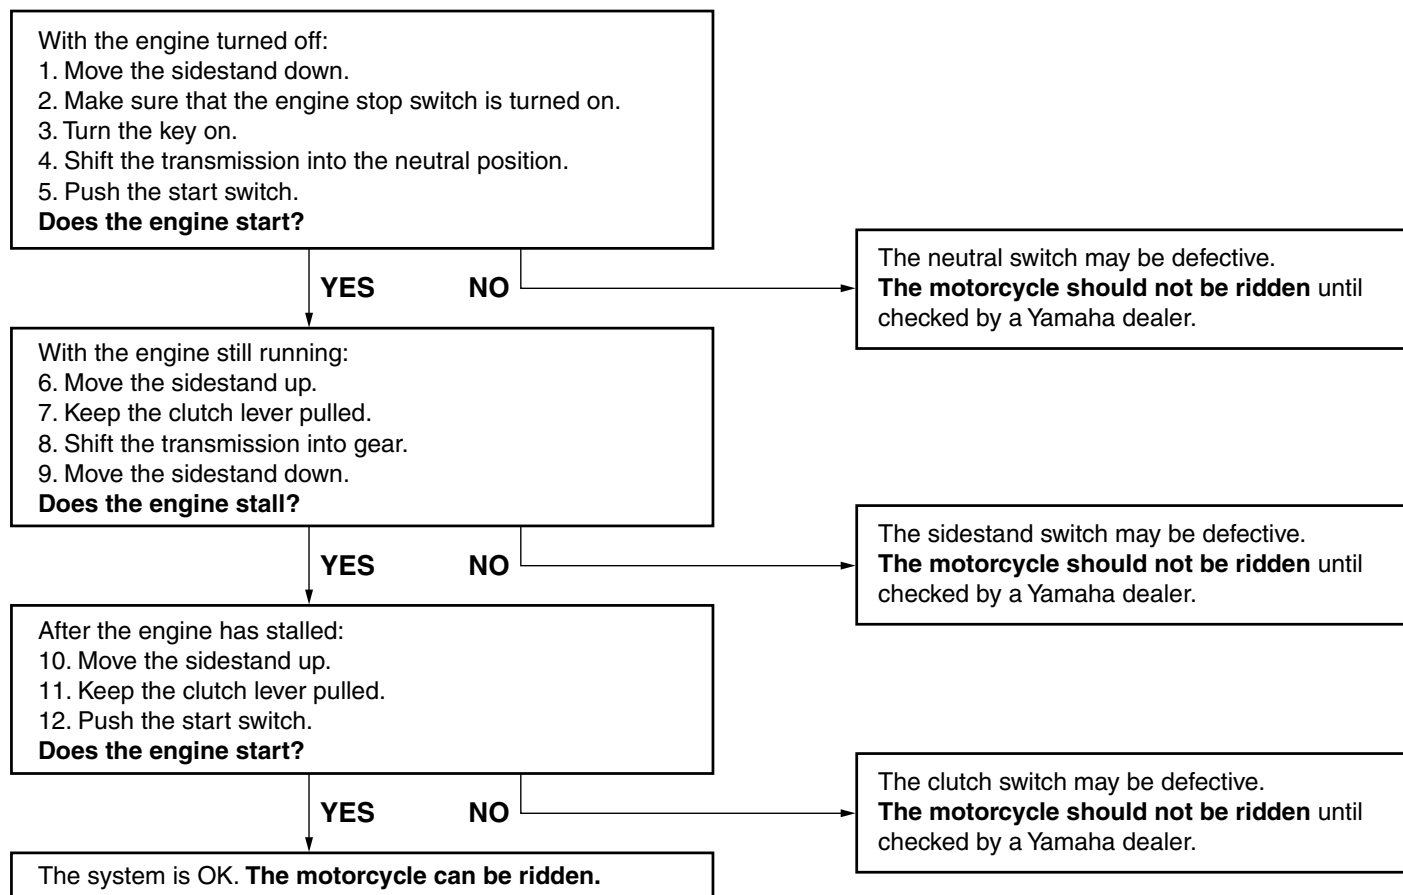 With the engine turned off:
1. Move the sidestand down.
2. Make sure that the engine stop switch is turned on.
3. Turn the key on.
4. Shift the transmission into the neutral position.
5. Push the start switch.
Does the engine start?
YES
NO
The neutral switch may be defective.
The motorcycle should not be ridden until
checked by a Yamaha dealer.
With the engine still running:
6. Move the sidestand up.
7. Keep the clutch lever pulled.
8. Shift the transmission into gear.
9. Move the sidestand down.
Does the engine stall?
YES
NO
The sidestand switch may be defective.
The motorcycle should not be ridden until
checked by a Yamaha dealer.
After the engine has stalled:
10. Move the sidestand up.
11. Keep the clutch lever pulled.
12. Push the start switch.
Does the engine start?
YES
NO
The clutch switch may be defective.
The motorcycle should not be ridden until
checked by a Yamaha dealer.
The system is OK. The motorcycle can be ridden.